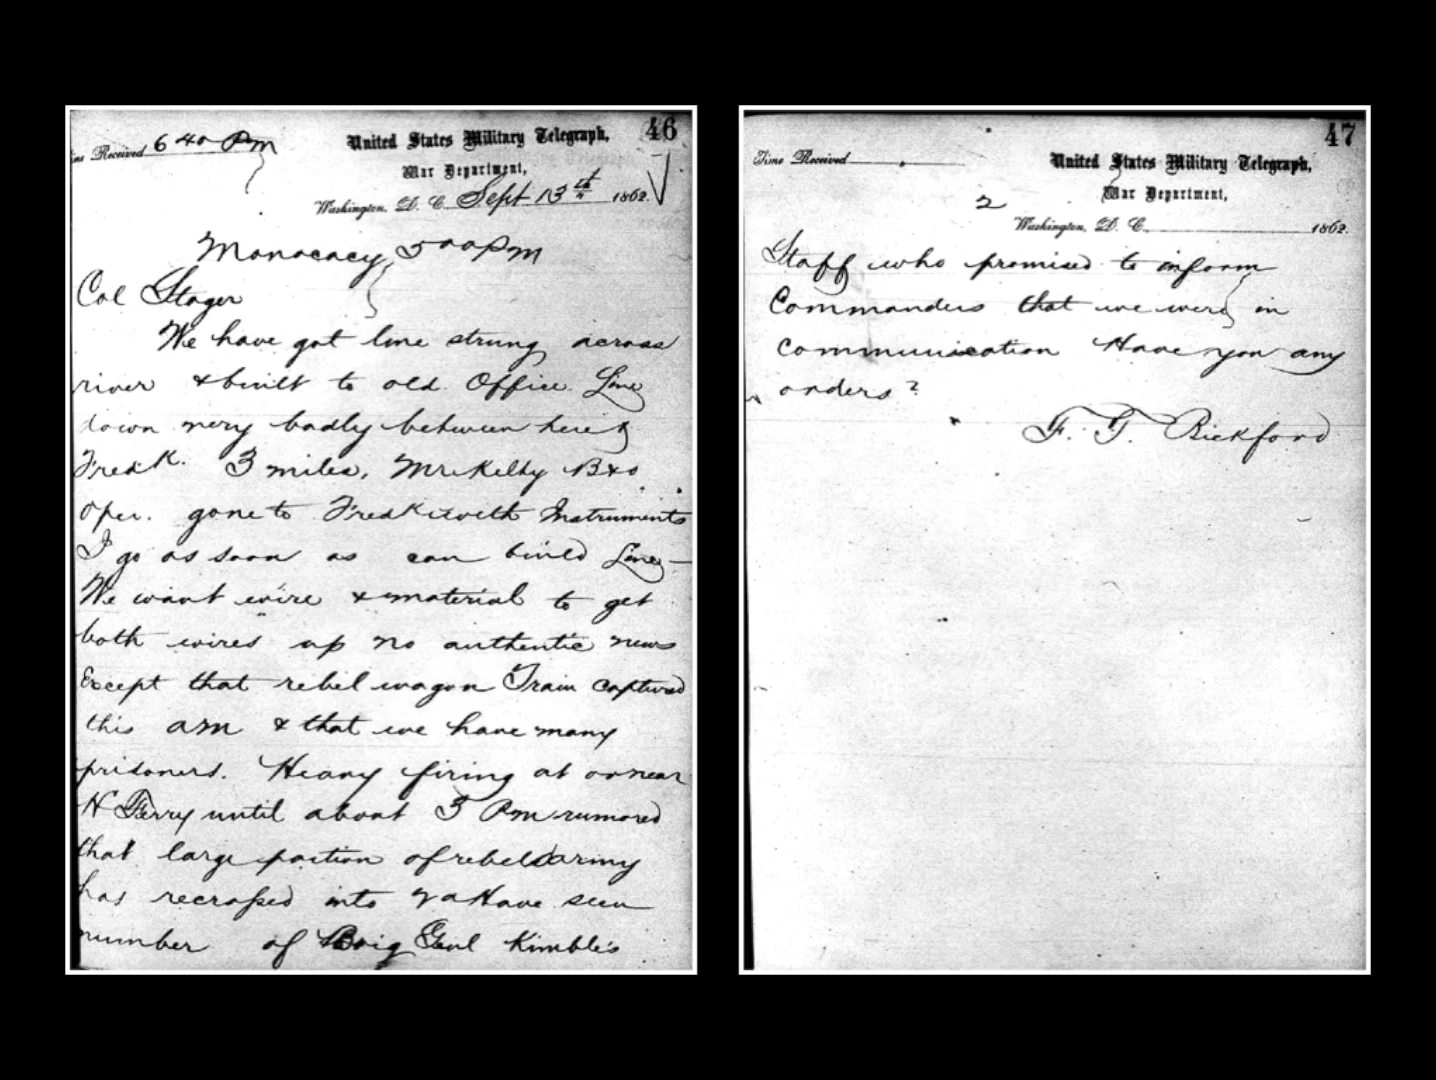 46
Time Received 6 40 Pm
United States Military Telegraph,
War Department,
Washington, D. C. Sept 13th 1862.
Monocacy 5 00 Pm
Col Stager
We have got line strung across
river & built to old Office. Line
down very badly between here &
Fredk. 3 miles, Mr Kelby B&O
Oper. gone to Fredk with Instruments
I go as soon as can build Line -
We want wire & material to get
both wires up no authentic news
Except that rebel wagon Train captured
this am & that we have many
prisoners. Heavy firing at or near
H Ferry until about 3 Pm rumored
that large portion of rebel army
has recrossed into Va Have seen
number of Brig Genl Kimble's
47
Time Received
United States Military Telegraph,
War Department,
2
Washington, D. C. 1862.
Staff who promised to inform
Commanders that we were in
communication Have you any
orders?
F. T. Bickford